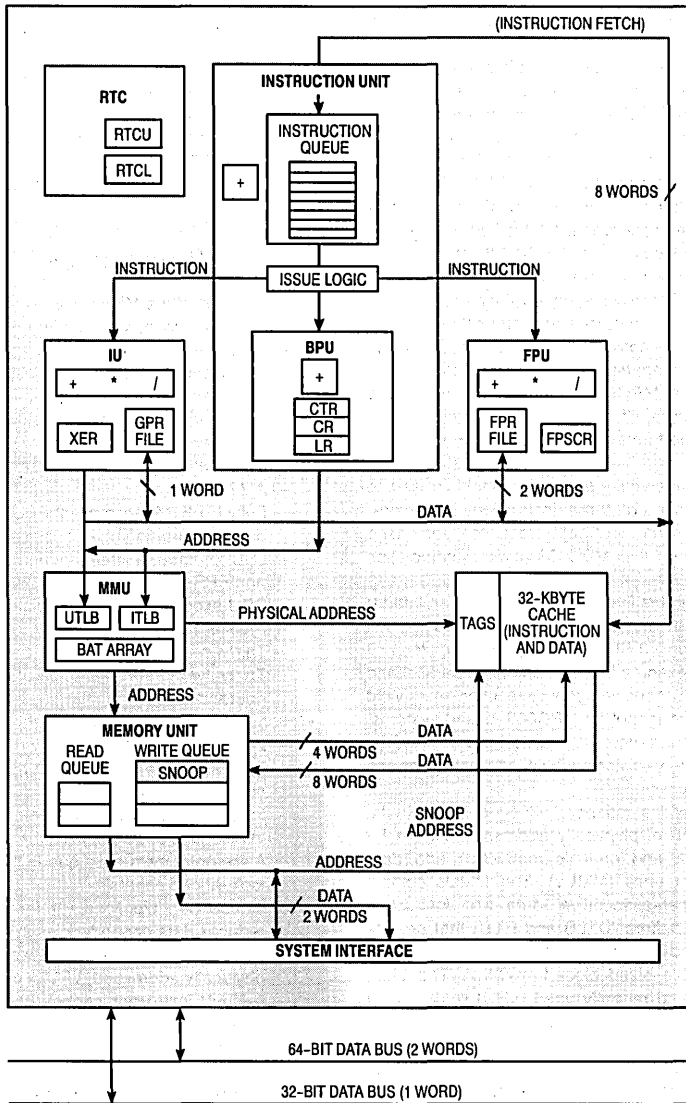 (INSTRUCTION FETCH)
RTC
RTCU
RTCL
INSTRUCTION UNIT
INSTRUCTION
QUEUE
+
8 WORDS
INSTRUCTION
ISSUE LOGIC
INSTRUCTION
IU
+ * /
XER
GPR
FILE
BPU
+
CTR
CR
LR
FPU
+ * /
FPR
FILE
FPSCR
1 WORD
2 WORDS
DATA
ADDRESS
MMU
UTLB
ITLB
BAT ARRAY
PHYSICAL ADDRESS
TAGS
32-KBYTE
CACHE
(INSTRUCTION
AND DATA)
ADDRESS
MEMORY UNIT
READ
QUEUE
WRITE QUEUE
SNOOP
DATA
4 WORDS
DATA
8 WORDS
SNOOP
ADDRESS
ADDRESS
DATA
2 WORDS
SYSTEM INTERFACE
64-BIT DATA BUS (2 WORDS)
32-BIT DATA BUS (1 WORD)